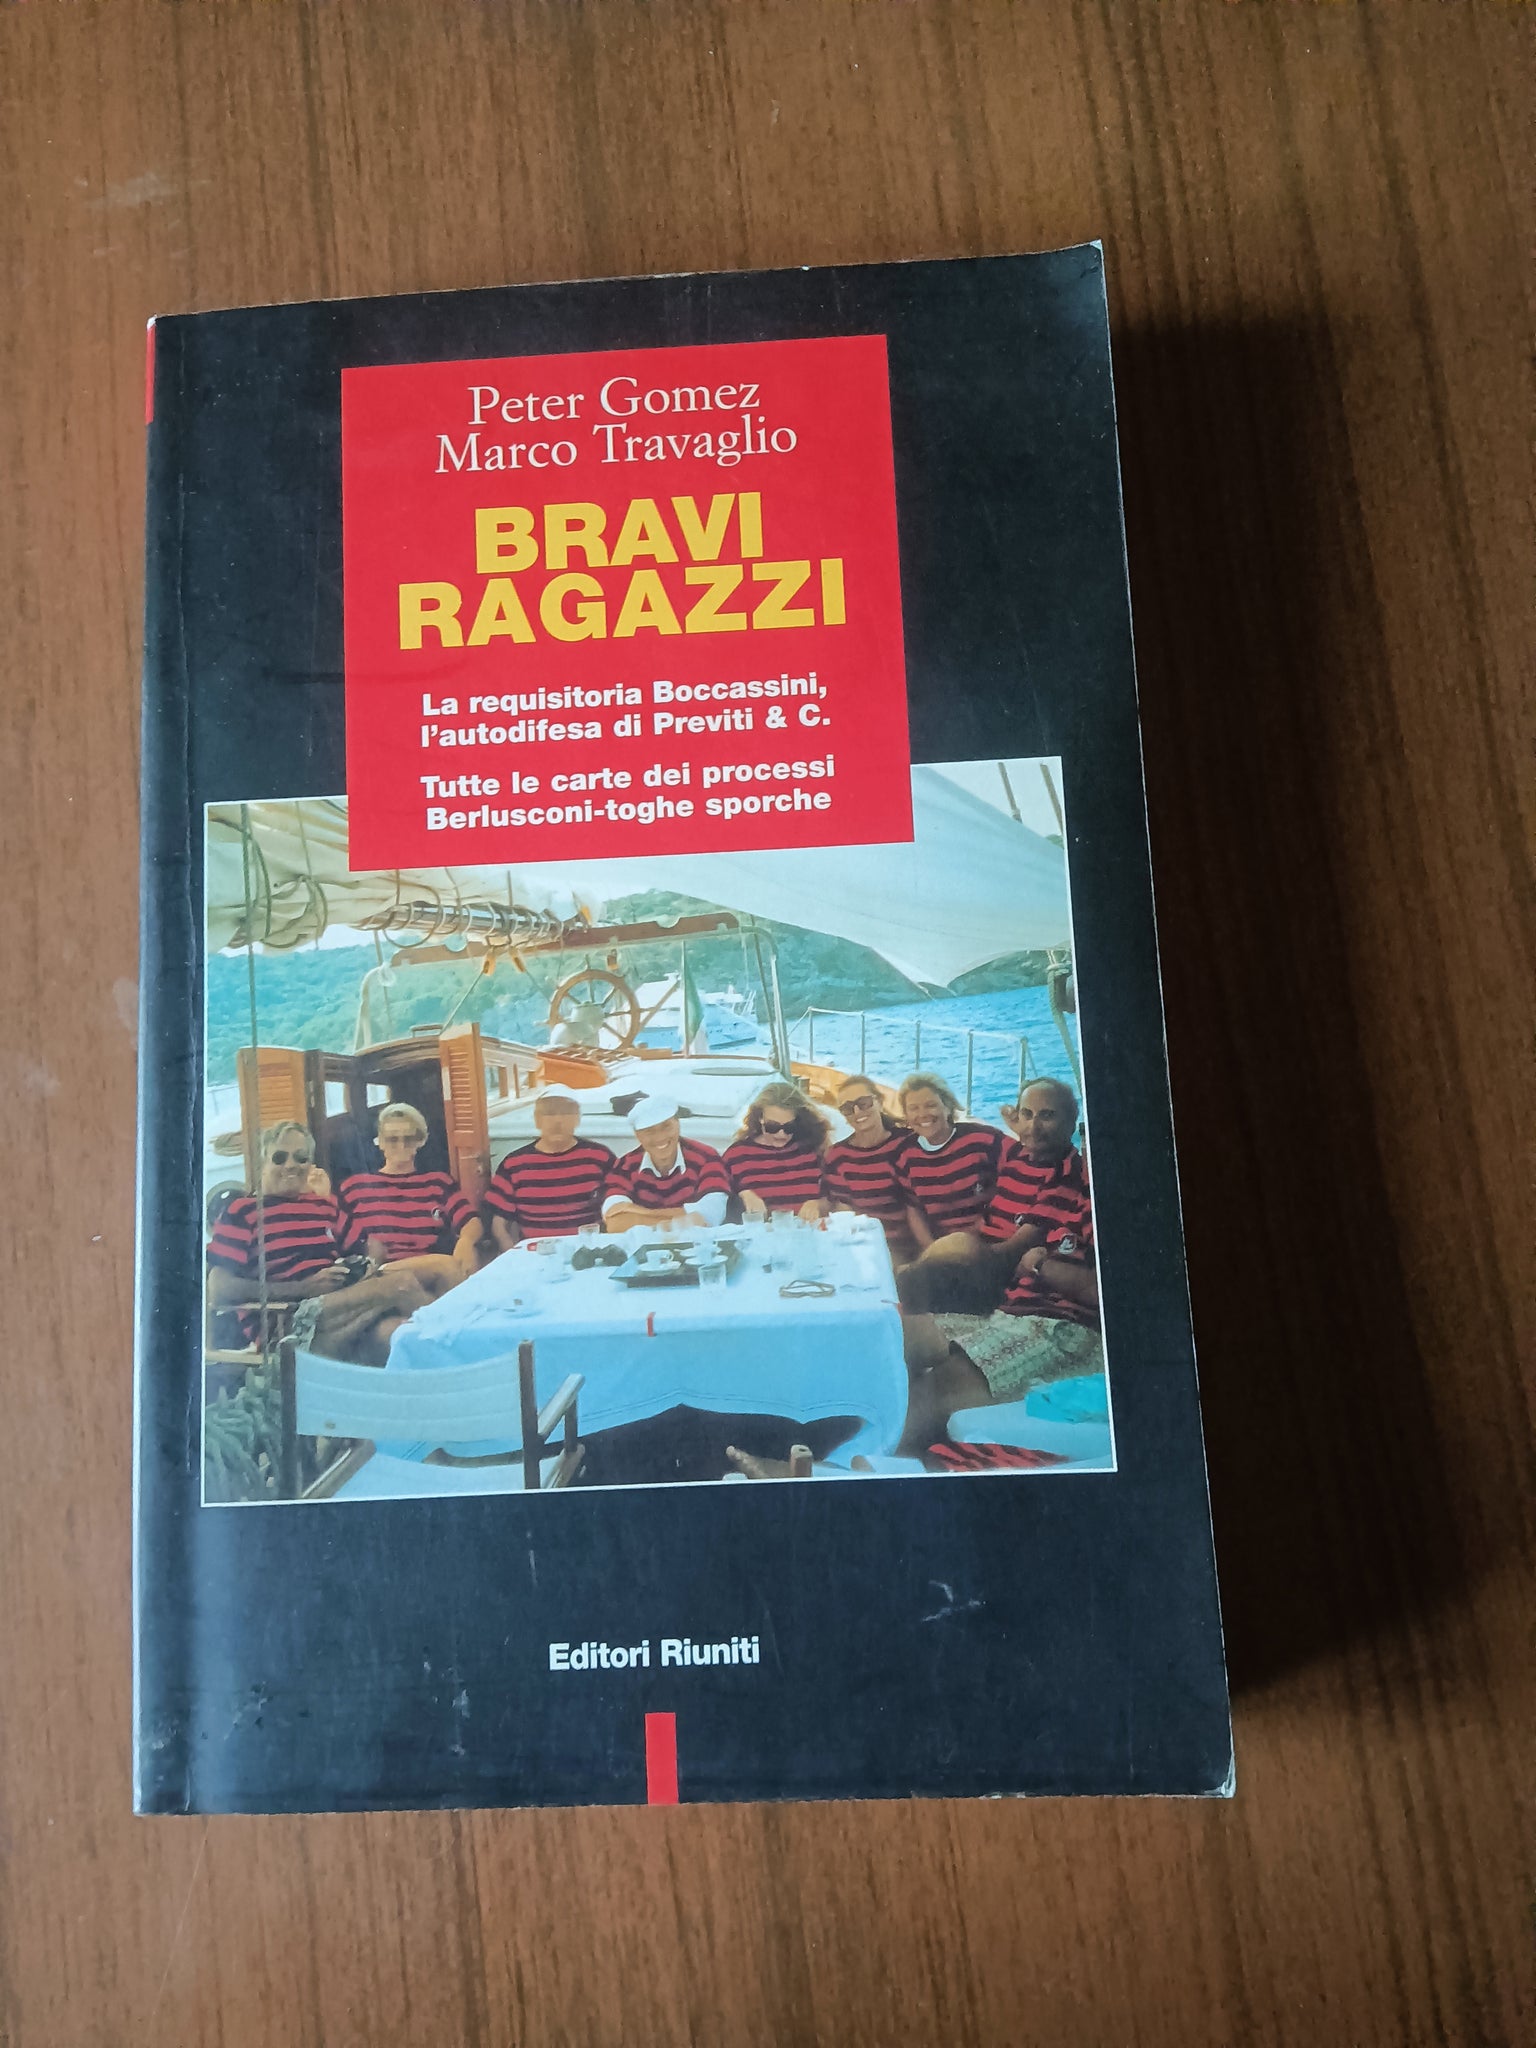 Peter Gomez
Marco Travaglio
BRAVI
RAGAZZI
La requisitoria Boccassini,
l'autodifesa di Previti & C.
Tutte le carte dei processi
Berlusconi-toghe sporche
Editori Riuniti